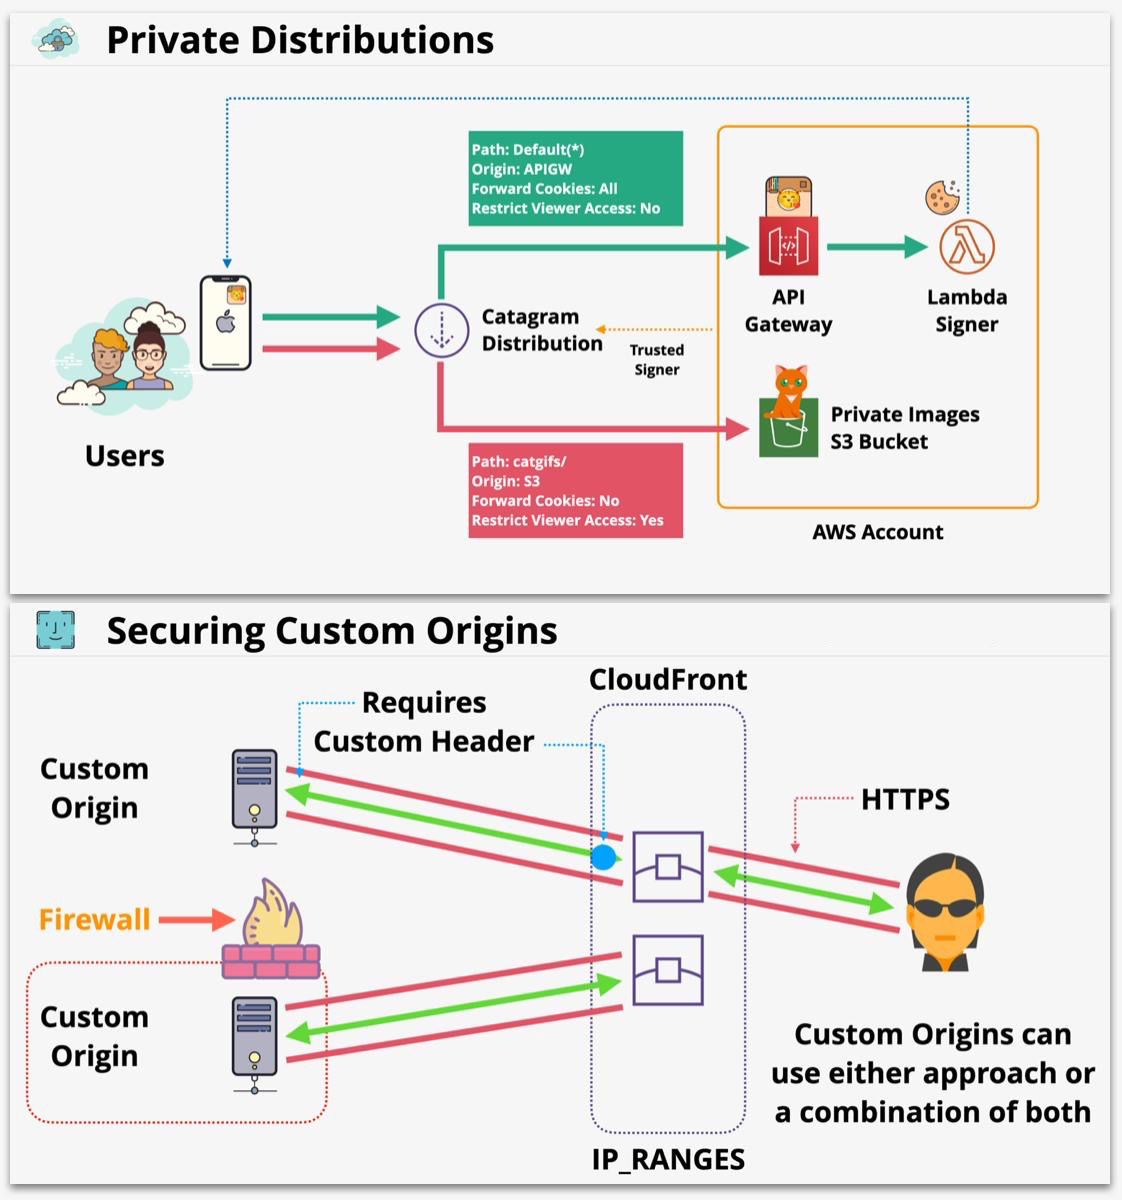 Private Distributions
Path: Default(*)
Origin: APIGW
Forward Cookies: All
Restrict Viewer Access: No
API
Gateway
Lambda
Signer
Catagram
Distribution
Trusted
Signer
Users
Private Images
S3 Bucket
Path: catgifs/
Origin: S3
Forward Cookies: No
Restrict Viewer Access: Yes
AWS Account
Securing Custom Origins
CloudFront
Requires
Custom Header
Custom
Origin
HTTPS
Firewall
Custom
Origin
Custom Origins can
use either approach or
a combination of both
IP_RANGES